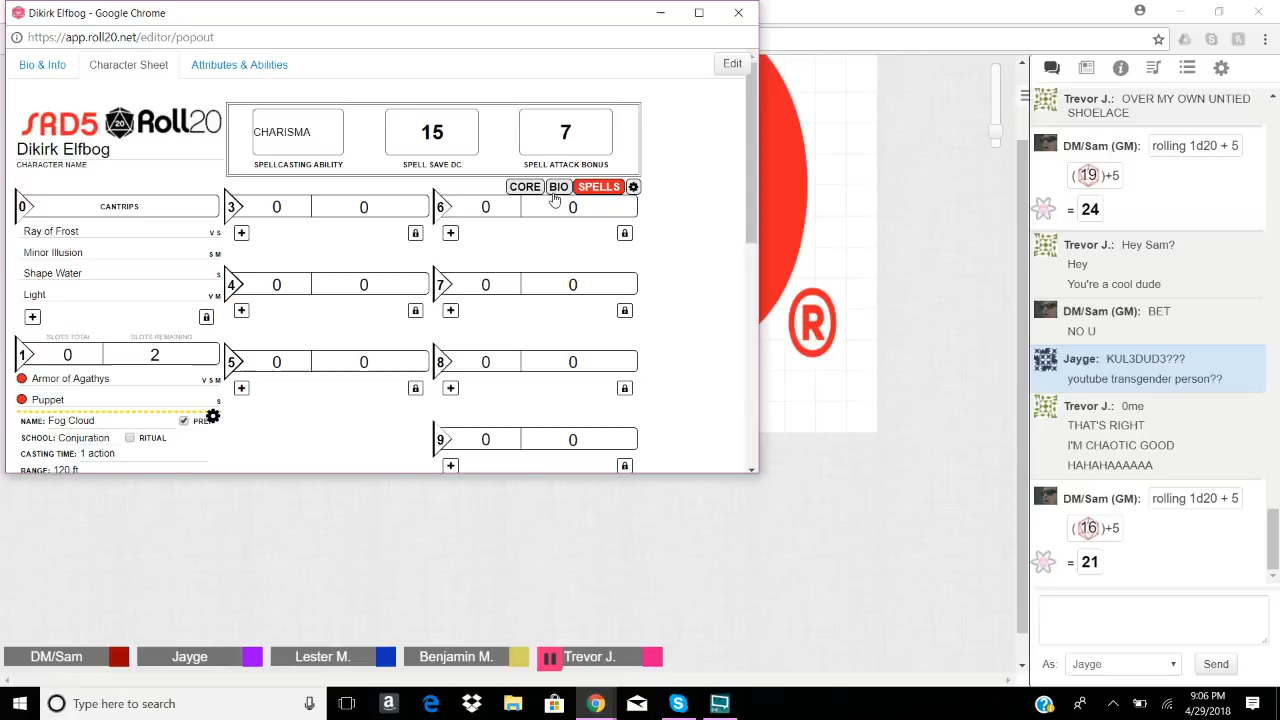 Dikirk Elfbog - Google Chrome
https://app.roll20.net/editor/popout
Bio & Info
Character Sheet
Attributes & Abilities
Edit
SRD5 20 Roll20
Dikirk Elfbog
CHARACTER NAME
CHARISMA
15
7
SPELLCASTING ABILITY
SPELL SAVE DC
SPELL ATTACK BONUS
CORE
BIO
SPELLS
0
CANTRIPS
Ray of Frost
V S
Minor Illusion
S M
Shape Water
S
Light
V M
+
SLOTS TOTAL
SLOTS REMAINING
1
0
2
Armor of Agathys
V S M
Puppet
S
NAME: Fog Cloud
PRE
SCHOOL: Conjuration
RITUAL
CASTING TIME: 1 action
RANGE: 120 ft
3
0
0
+
4
0
0
+
5
0
0
+
6
0
0
+
7
0
0
+
8
0
0
+
9
0
0
+
®
Trevor J.: OVER MY OWN UNTIED
SHOELACE
DM/Sam (GM): rolling 1d20 + 5
(19)+5
= 24
Trevor J.: Hey Sam?
Hey
You're a cool dude
DM/Sam (GM): BET
NO U
Jayge: KUL3DUD3???
youtube transgender person??
Trevor J.: 0me
THAT'S RIGHT
I'M CHAOTIC GOOD
HAHAHAAAAAA
DM/Sam (GM): rolling 1d20 + 5
(16)+5
= 21
As:
Jayge
Send
DM/Sam
Jayge
Lester M.
Benjamin M.
Trevor J.
Type here to search
9:06 PM
4/29/2018